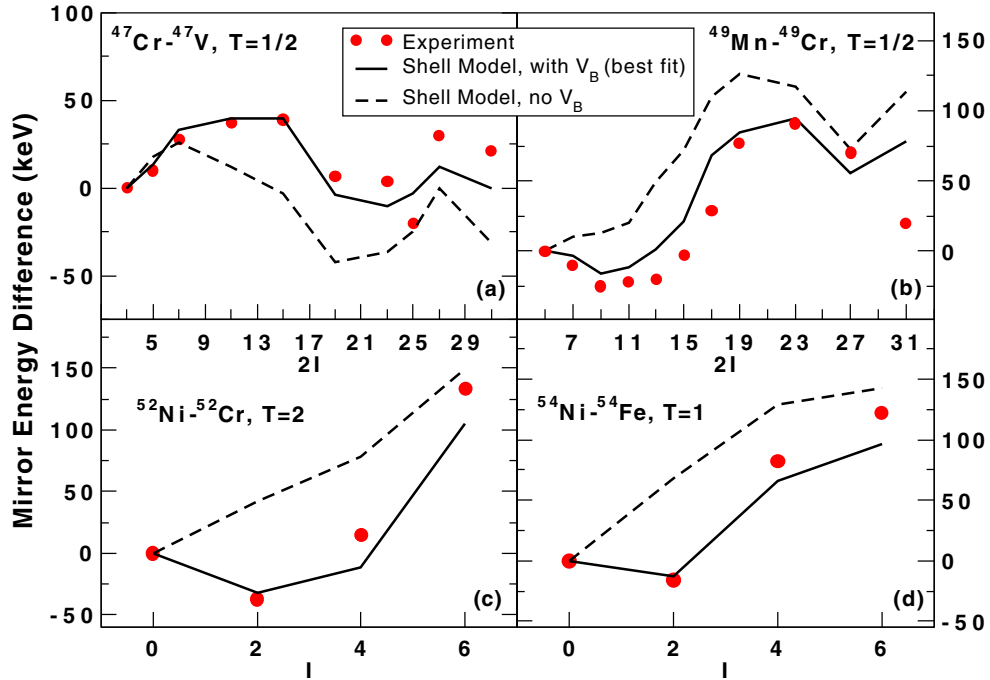 Mirror Energy Difference (keV)
⁴⁷Cr-⁴⁷V, T=1/2
⁴⁹Mn-⁴⁹Cr, T=1/2
Experiment
Shell Model, with V_B (best fit)
Shell Model, no V_B
100
50
0
-50
(a)
150
100
50
0
(b)
5 9 13 17 21 25 29
2I
7 11 15 19 23 27 31
2I
⁵²Ni-⁵²Cr, T=2
⁵⁴Ni-⁵⁴Fe, T=1
150
100
50
0
-50
(c)
150
100
50
0
-50
(d)
0 2 4 6
I
0 2 4 6
I